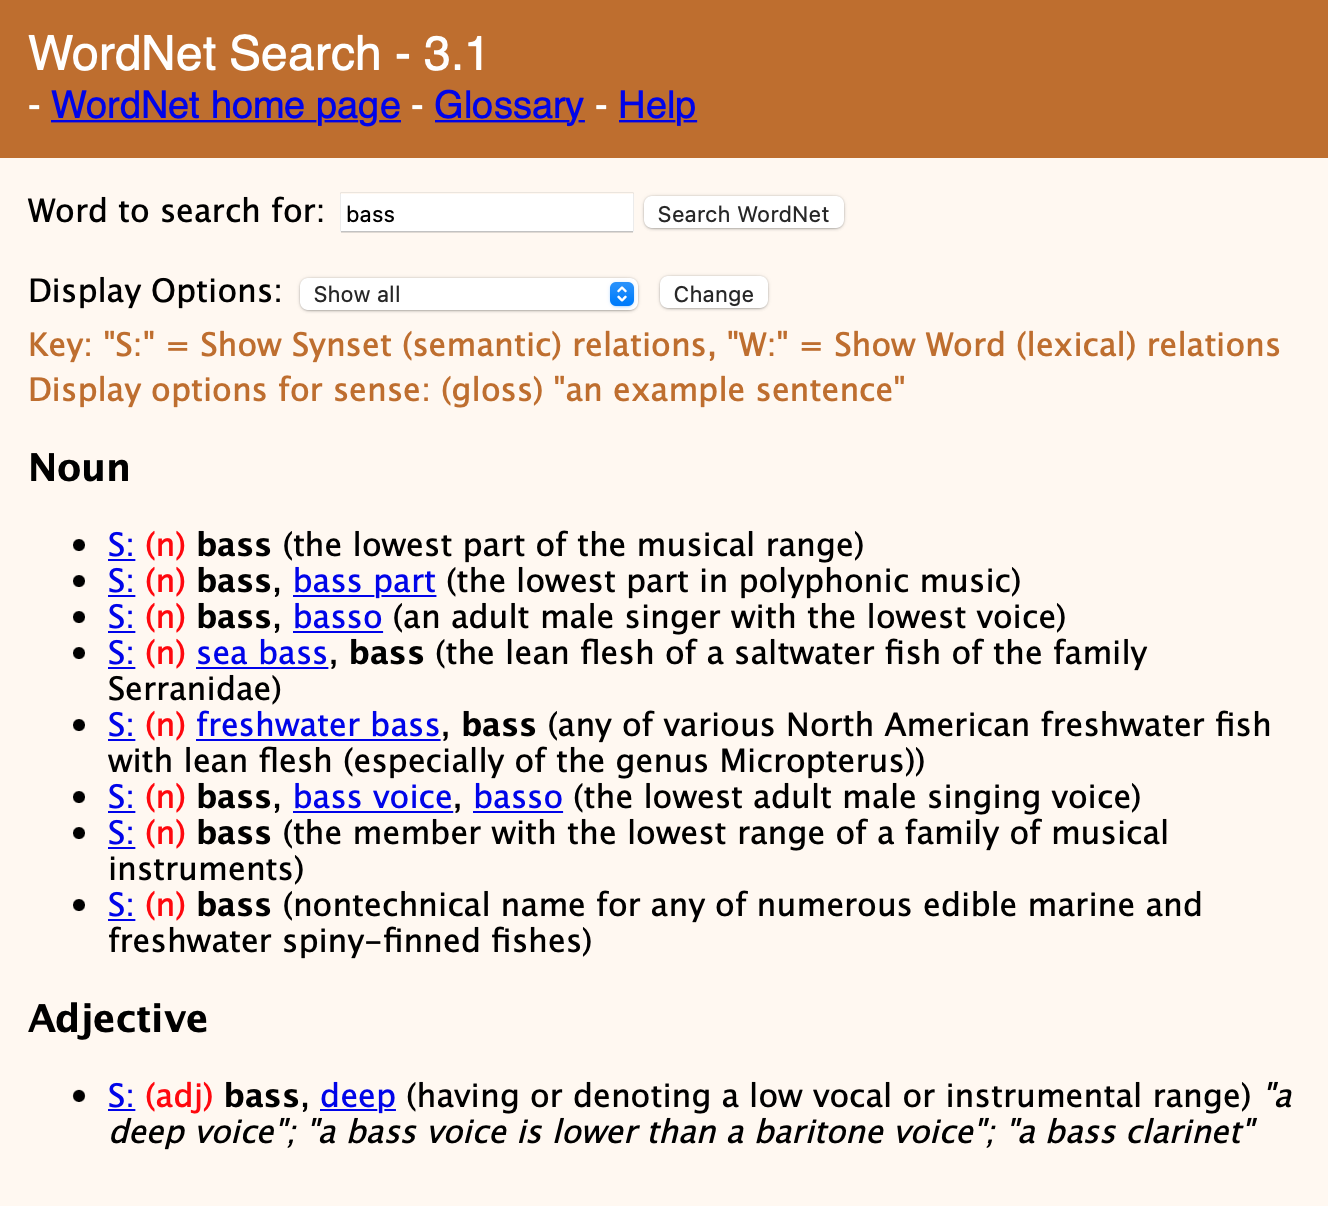 WordNet Search - 3.1
- WordNet home page - Glossary - Help
Word to search for: bass Search WordNet
Display Options: Show all Change
Key: "S:" = Show Synset (semantic) relations, "W:" = Show Word (lexical) relations
Display options for sense: (gloss) "an example sentence"
Noun
• S: (n) bass (the lowest part of the musical range)
• S: (n) bass, bass part (the lowest part in polyphonic music)
• S: (n) bass, basso (an adult male singer with the lowest voice)
• S: (n) sea bass, bass (the lean flesh of a saltwater fish of the family
Serranidae)
• S: (n) freshwater bass, bass (any of various North American freshwater fish
with lean flesh (especially of the genus Micropterus))
• S: (n) bass, bass voice, basso (the lowest adult male singing voice)
• S: (n) bass (the member with the lowest range of a family of musical
instruments)
• S: (n) bass (nontechnical name for any of numerous edible marine and
freshwater spiny-finned fishes)
Adjective
• S: (adj) bass, deep (having or denoting a low vocal or instrumental range) "a
deep voice"; "a bass voice is lower than a baritone voice"; "a bass clarinet"